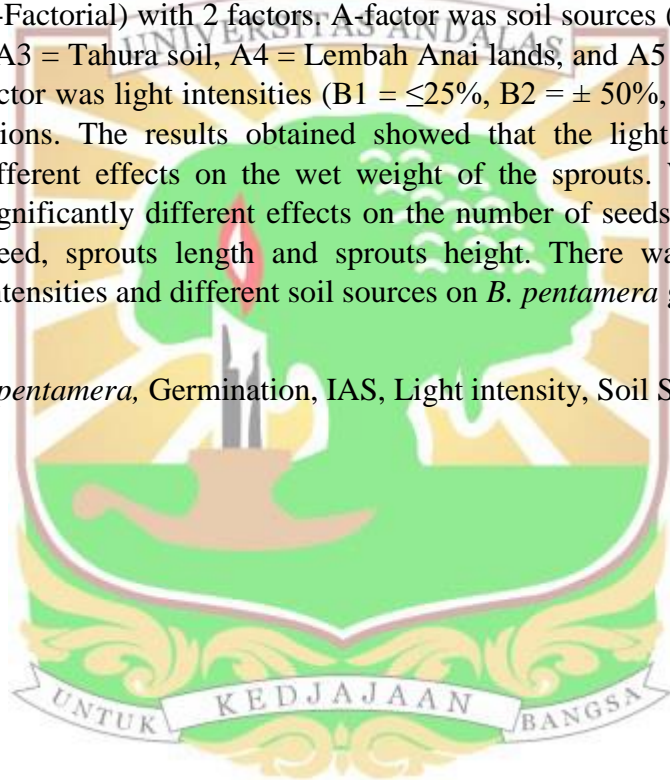 -Factorial) with 2 factors. A-factor was soil sources (
A3 = Tahura soil, A4 = Lembah Anai lands, and A5
ctor was light intensities (B1 = ≤25%, B2 = ± 50%,
ions. The results obtained showed that the light
fferent effects on the wet weight of the sprouts.
gnificantly different effects on the number of seeds
eed, sprouts length and sprouts height. There wa
ntensities and different soil sources on B. pentamera g
pentamera, Germination, IAS, Light intensity, Soil S
UNIVERSITAS ANDALAS
UNTUK KEDJAJAAN BANGSA